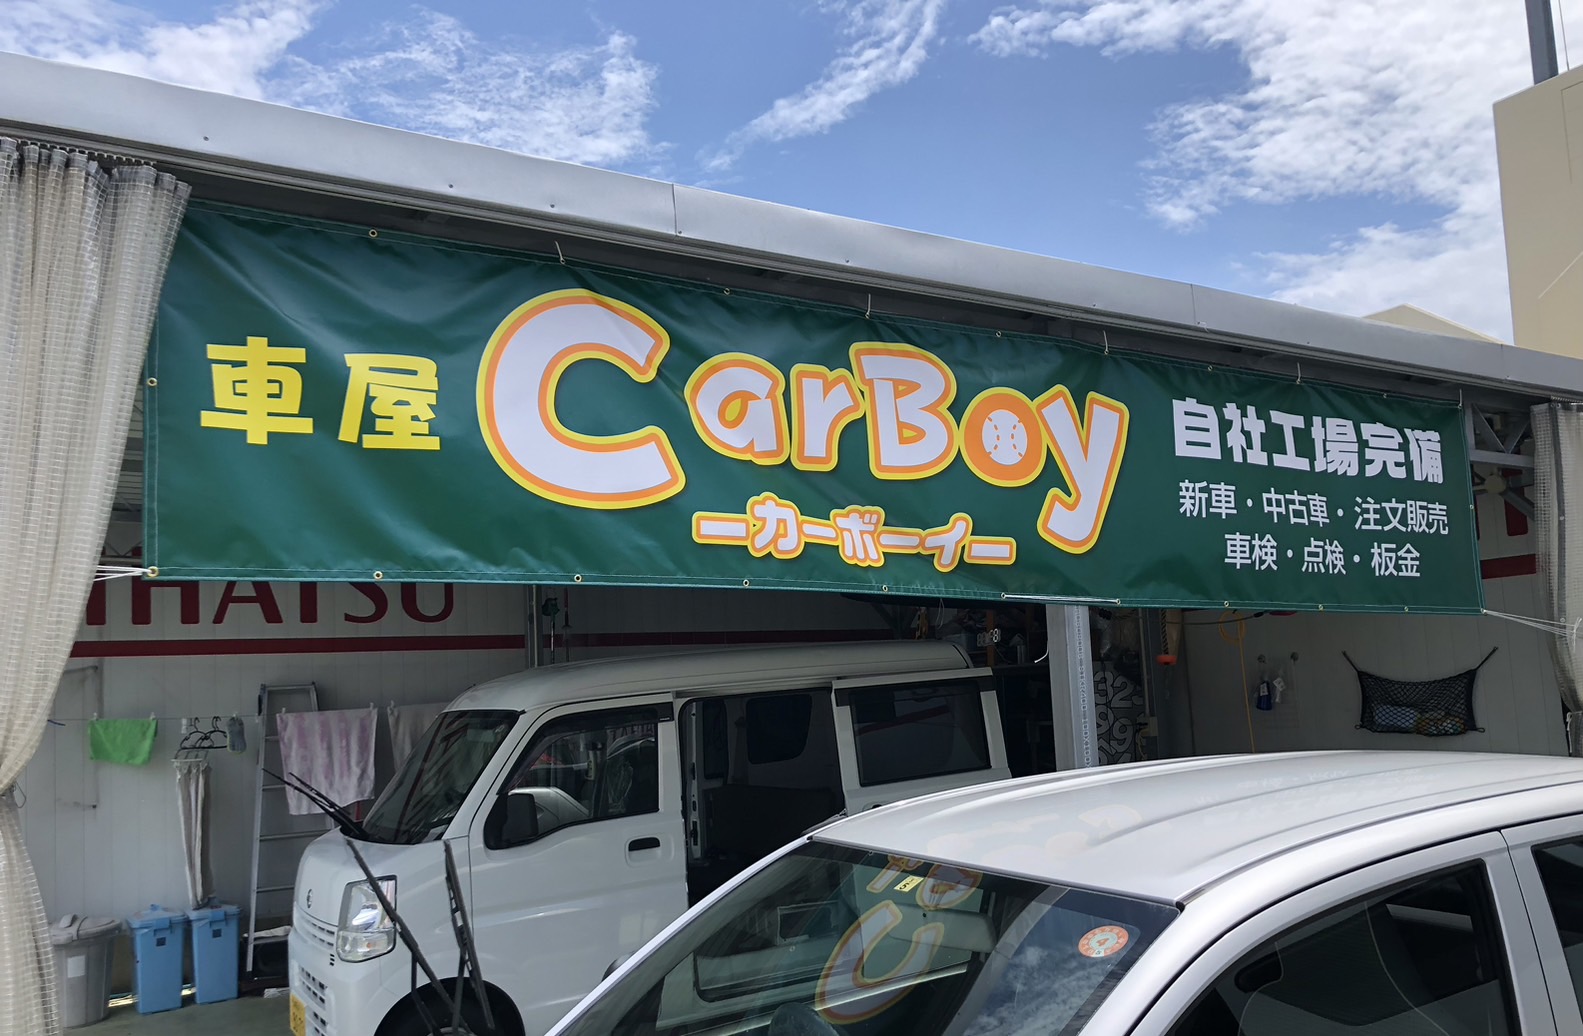 車屋 CarBoy
ーカーボーイー
自社工場完備
新車・中古車・注文販売
車検・点検・板金
IHATSU